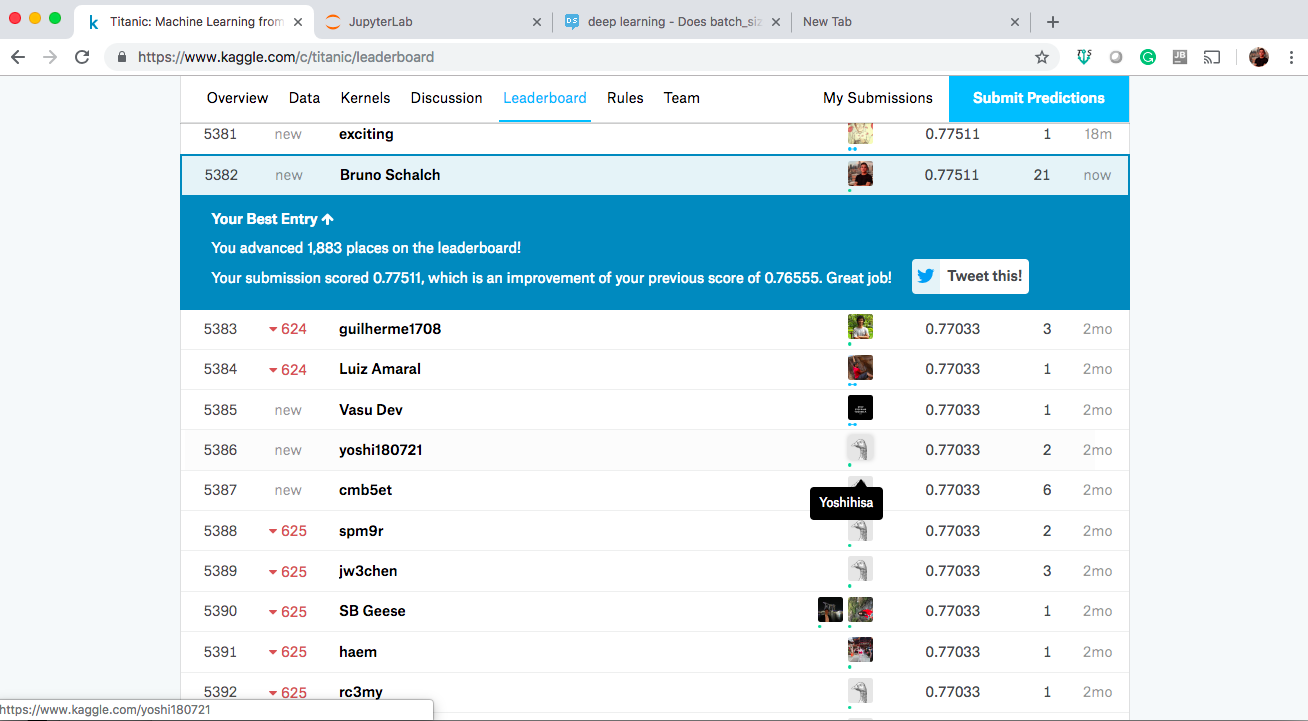 Titanic: Machine Learning from
JupyterLab
deep learning - Does batch_siz
New Tab
https://www.kaggle.com/c/titanic/leaderboard
Overview Data Kernels Discussion Leaderboard Rules Team My Submissions Submit Predictions
5381 new exciting 0.77511 1 18m
5382 new Bruno Schalch 0.77511 21 now
Your Best Entry
You advanced 1,883 places on the leaderboard!
Your submission scored 0.77511, which is an improvement of your previous score of 0.76555. Great job! Tweet this!
5383 624 guilherme1708 0.77033 3 2mo
5384 624 Luiz Amaral 0.77033 1 2mo
5385 new Vasu Dev 0.77033 1 2mo
5386 new yoshi180721 0.77033 2 2mo
5387 new cmb5et 0.77033 6 2mo
Yoshihisa
5388 625 spm9r 0.77033 2 2mo
5389 625 jw3chen 0.77033 3 2mo
5390 625 SB Geese 0.77033 1 2mo
5391 625 haem 0.77033 1 2mo
5392 625 rc3my 0.77033 1 2mo
https://www.kaggle.com/yoshi180721